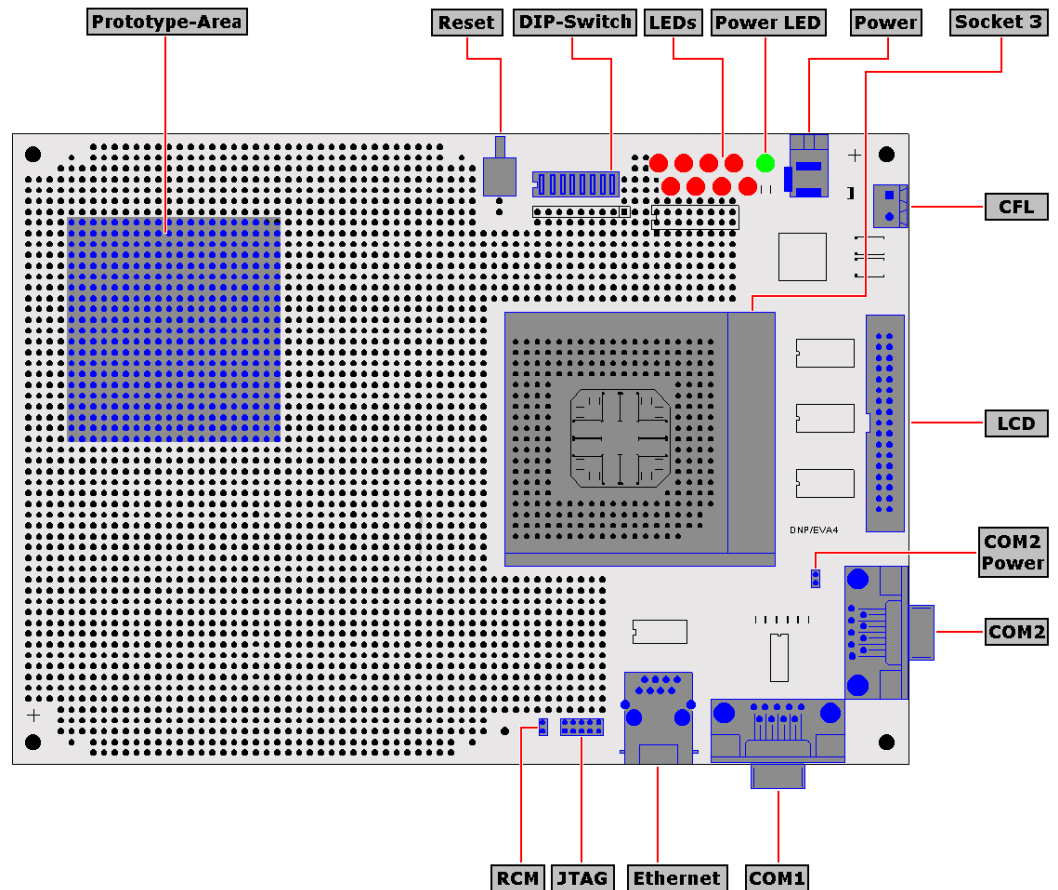 Prototype-Area
Reset
DIP-Switch
LEDs
Power LED
Power
Socket 3
CFL
LCD
DNP/EVA4
COM2
Power
COM2
RCM
JTAG
Ethernet
COM1